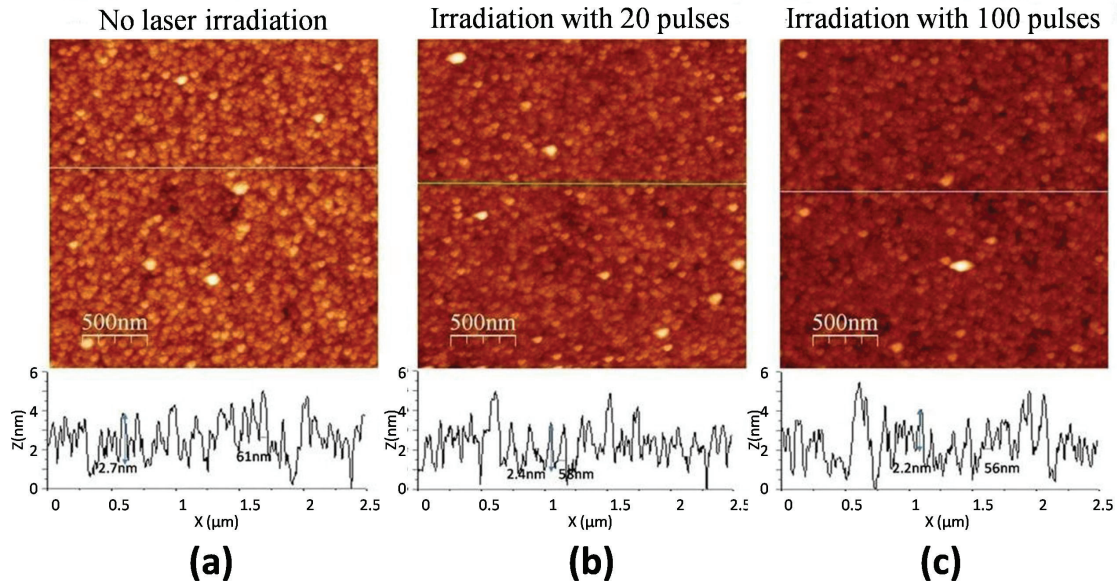 No laser irradiation
Irradiation with 20 pulses
Irradiation with 100 pulses
500nm
500nm
500nm
6
4
2
0
Z(nm)
2.7nm
61nm
0 0.5 1 1.5 2 2.5
X (μm)
6
4
2
0
Z(nm)
2.4nm
58nm
0 0.5 1 1.5 2 2.5
X (μm)
6
4
2
0
Z(nm)
2.2nm
56nm
0 0.5 1 1.5 2 2.5
X (μm)
(a)
(b)
(c)